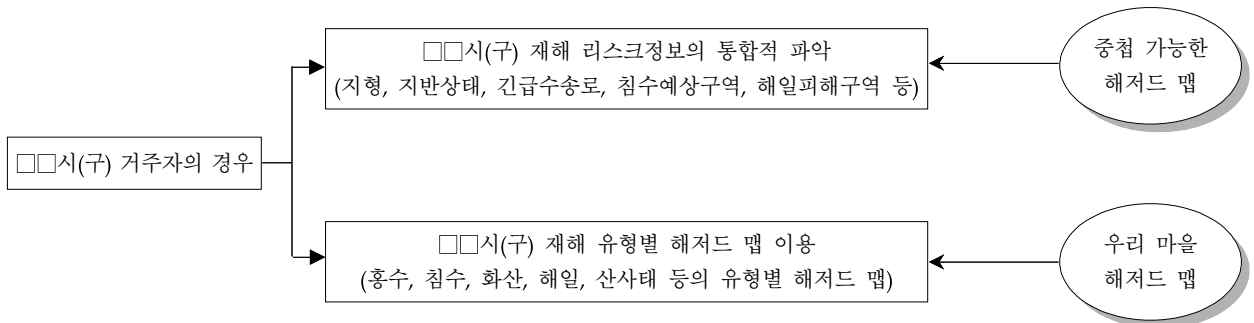 □□시(구) 거주자의 경우
□□시(구) 재해 리스크정보의 통합적 파악
(지형, 지반상태, 긴급수송로, 침수예상구역, 해일피해구역 등)
중첩 가능한
해저드 맵
□□시(구) 재해 유형별 해저드 맵 이용
(홍수, 침수, 화산, 해일, 산사태 등의 유형별 해저드 맵)
우리 마을
해저드 맵